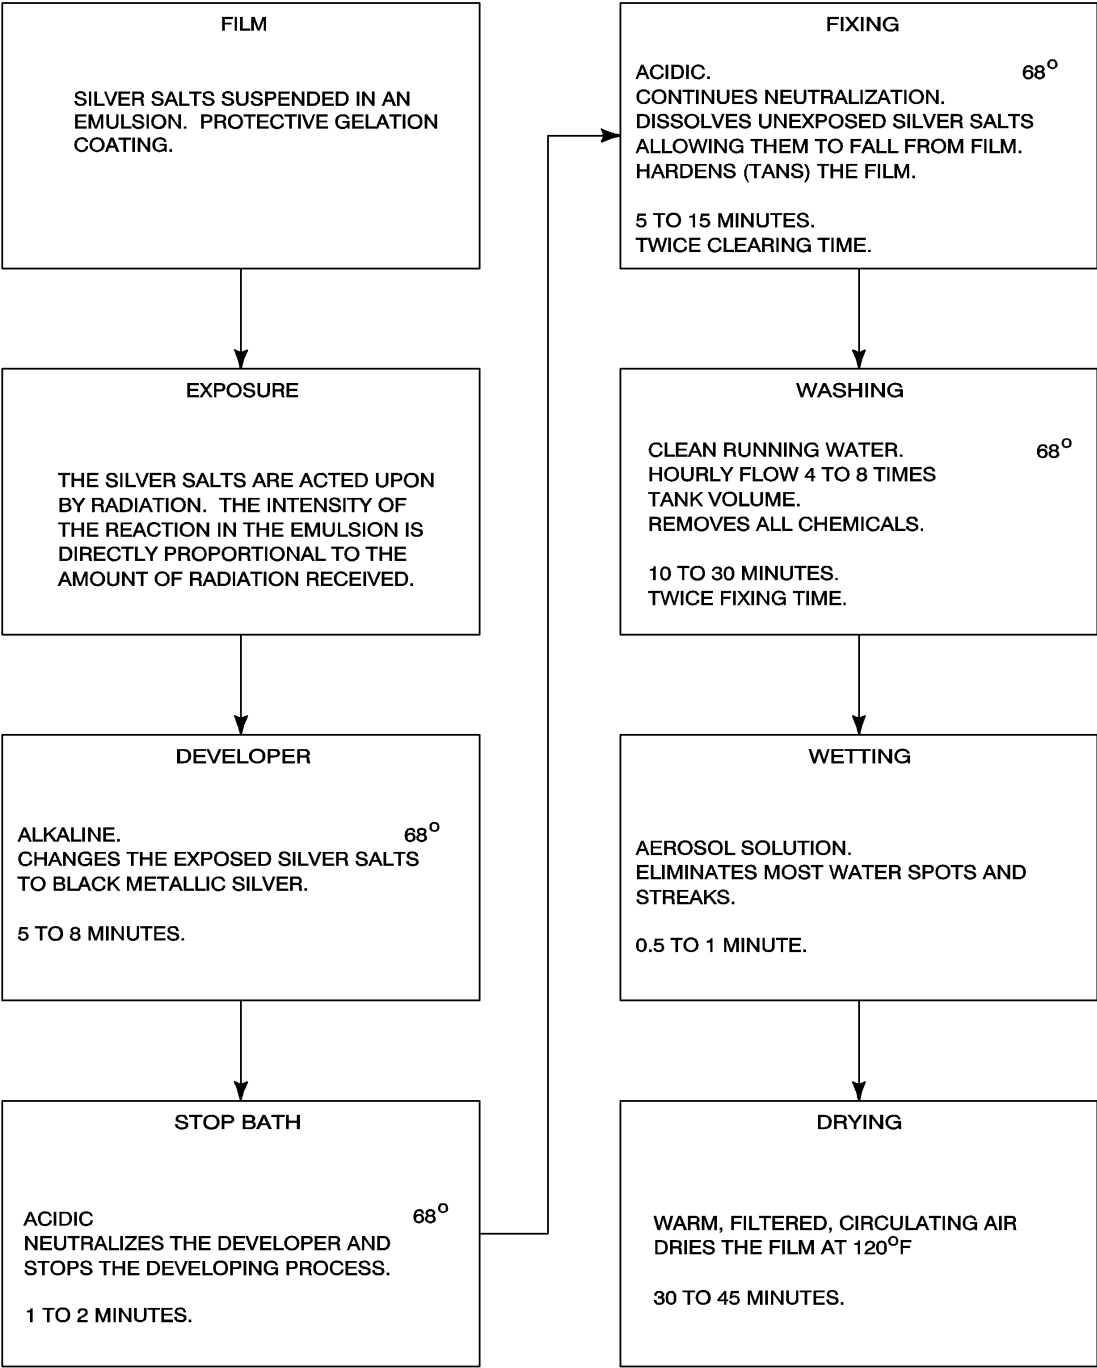 FILM
SILVER SALTS SUSPENDED IN AN
EMULSION.  PROTECTIVE GELATION
COATING.
EXPOSURE
THE SILVER SALTS ARE ACTED UPON
BY RADIATION.  THE INTENSITY OF
THE REACTION IN THE EMULSION IS
DIRECTLY PROPORTIONAL TO THE
AMOUNT OF RADIATION RECEIVED.
DEVELOPER
ALKALINE. 68°
CHANGES THE EXPOSED SILVER SALTS
TO BLACK METALLIC SILVER.
5 TO 8 MINUTES.
STOP BATH
ACIDIC 68°
NEUTRALIZES THE DEVELOPER AND
STOPS THE DEVELOPING PROCESS.
1 TO 2 MINUTES.
FIXING
ACIDIC. 68°
CONTINUES NEUTRALIZATION.
DISSOLVES UNEXPOSED SILVER SALTS
ALLOWING THEM TO FALL FROM FILM.
HARDENS (TANS) THE FILM.
5 TO 15 MINUTES.
TWICE CLEARING TIME.
WASHING
CLEAN RUNNING WATER. 68°
HOURLY FLOW 4 TO 8 TIMES
TANK VOLUME.
REMOVES ALL CHEMICALS.
10 TO 30 MINUTES.
TWICE FIXING TIME.
WETTING
AEROSOL SOLUTION.
ELIMINATES MOST WATER SPOTS AND
STREAKS.
0.5 TO 1 MINUTE.
DRYING
WARM, FILTERED, CIRCULATING AIR
DRIES THE FILM AT 120°F
30 TO 45 MINUTES.